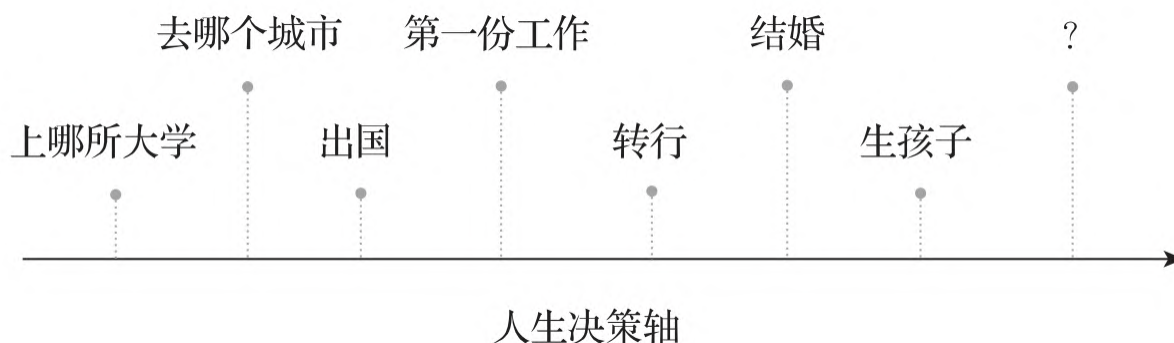 去哪个城市 第一份工作 结婚 ?
上哪所大学 出国 转行 生孩子
人生决策轴